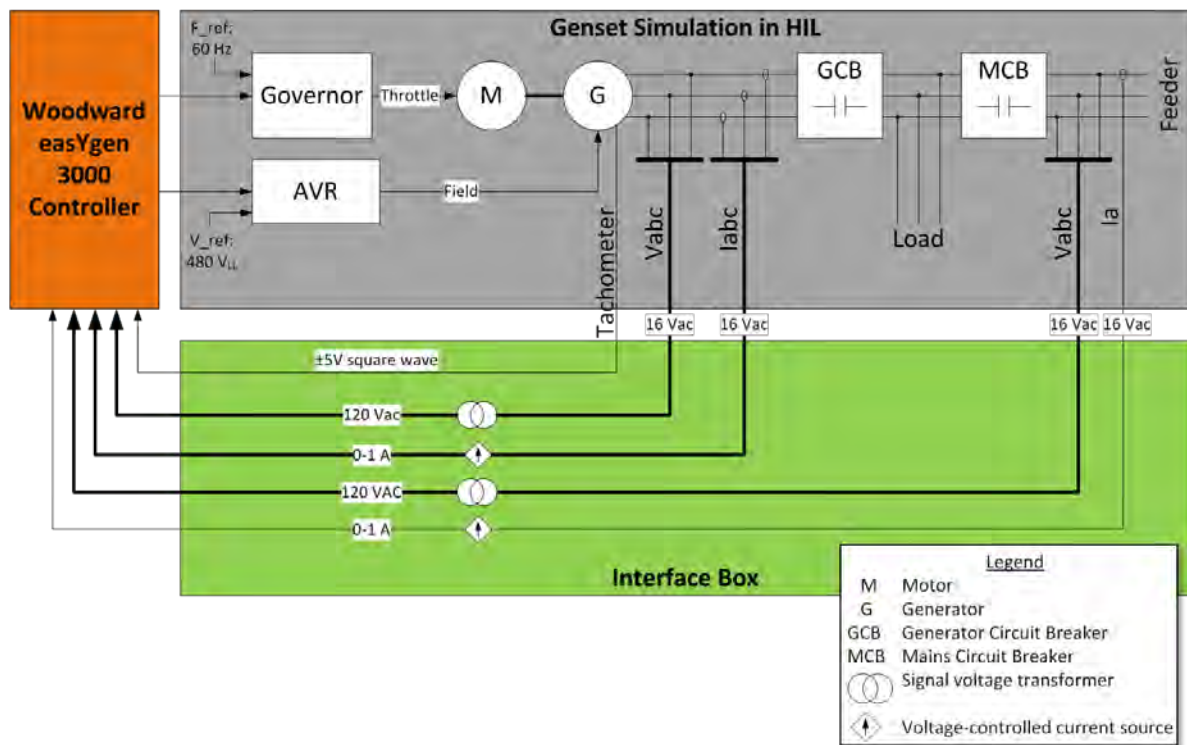 Woodward
easYgen
3000
Controller
Genset Simulation in HIL
F_ref:
60 Hz
Governor
Throttle
M
G
GCB
MCB
Feeder
AVR
Field
V_ref:
480 VLL
Tachometer
Vabc
Iabc
Load
Vabc
Ia
16 Vac
16 Vac
16 Vac
16 Vac
±5V square wave
120 Vac
0-1 A
120 VAC
0-1 A
Interface Box
Legend
M Motor
G Generator
GCB Generator Circuit Breaker
MCB Mains Circuit Breaker
Signal voltage transformer
Voltage-controlled current source